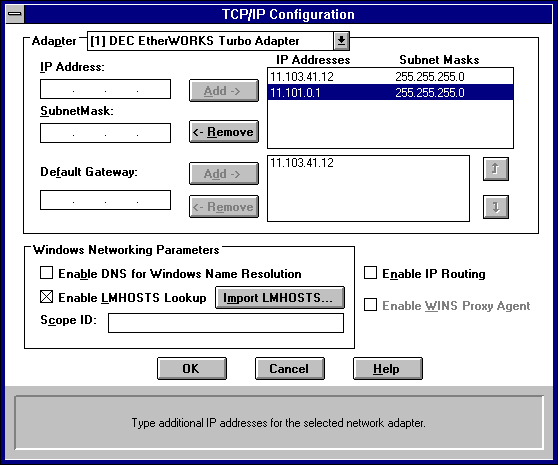 TCP/IP Configuration
Adapter [1] DEC EtherWORKS Turbo Adapter
IP Address:
IP Addresses Subnet Masks
. . .
Add ->
11.103.41.12 255.255.255.0
11.101.0.1 255.255.255.0
SubnetMask:
. . .
<- Remove
Default Gateway:
. . .
Add ->
<- Remove
11.103.41.12
Windows Networking Parameters
Enable DNS for Windows Name Resolution
Enable LMHOSTS Lookup Import LMHOSTS...
Scope ID:
Enable IP Routing
Enable WINS Proxy Agent
OK Cancel Help
Type additional IP addresses for the selected network adapter.